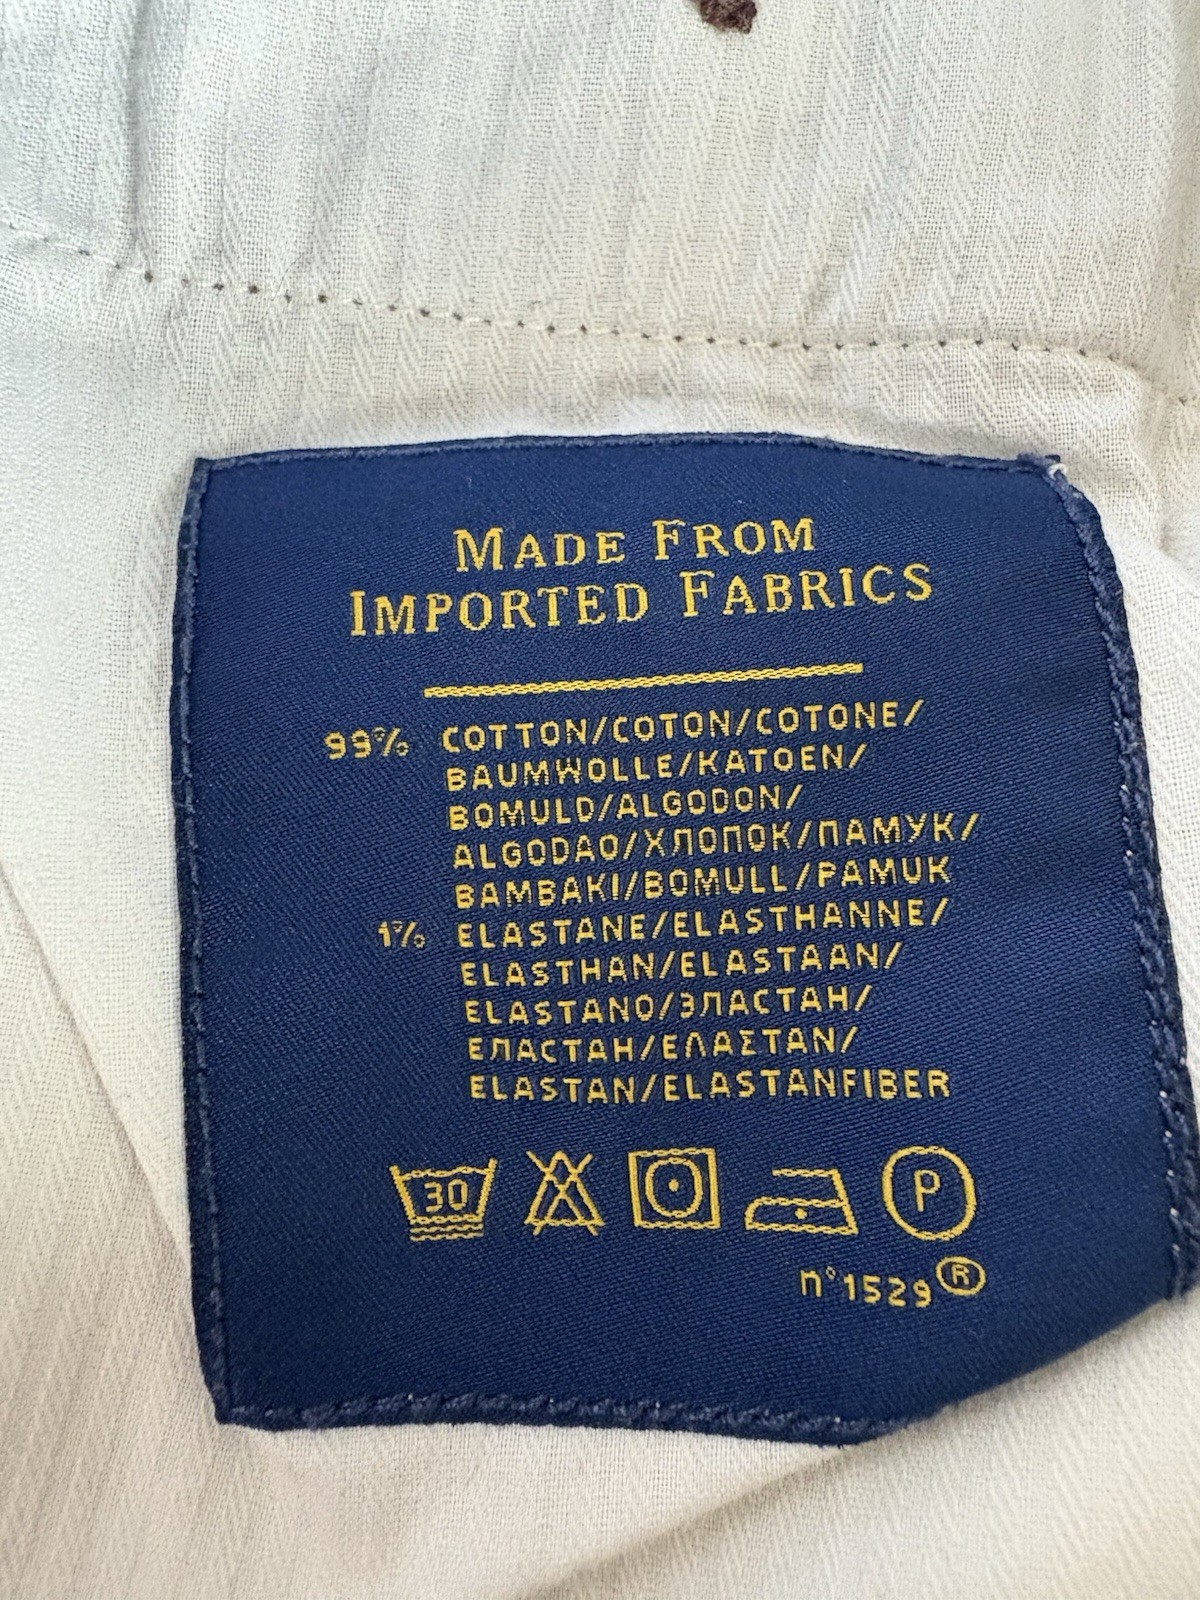 MADE FROM
IMPORTED FABRICS
99% COTTON/COTON/COTONE/
BAUMWOLLE/KATOEN/
BOMULD/ALGODON/
ALGODAO/ХЛОПОК/ПАМУК/
BAMBAKI/BOMULL/PAMUK
1% ELASTANE/ELASTHANNE/
ELASTHAN/ELASTAAN/
ELASTANO/ЭЛАСТАН/
ЕЛАСТАН/ΕΛΑΣΤΑΝ/
ELASTAN/ELASTANFIBER
30 P
n°1529®